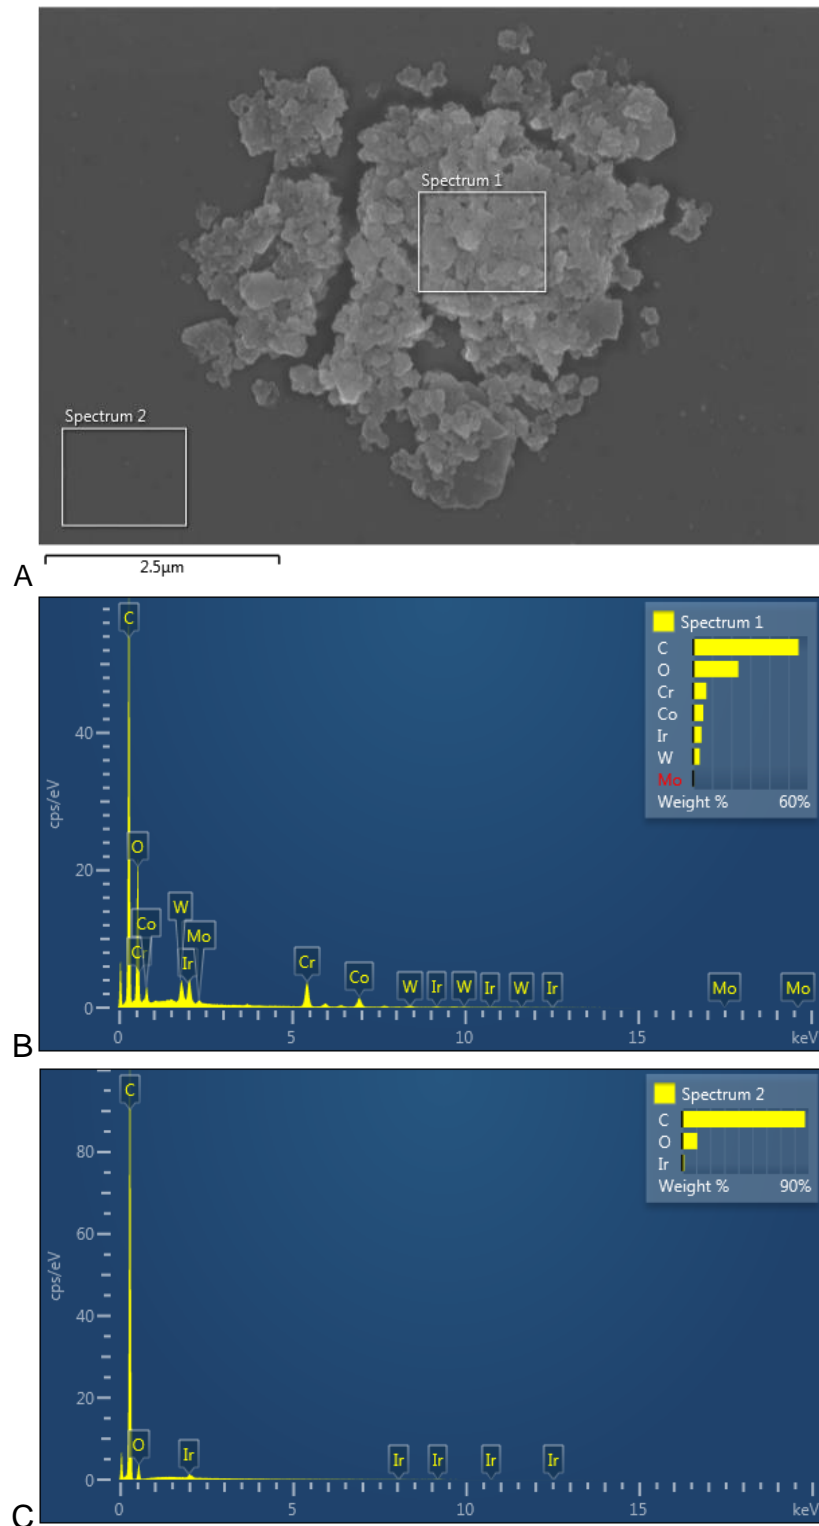 Spectrum 1
Spectrum 2
2.5µm
A
C
O
Co
Cr
W
Mo
Ir
Cr
Co
W
Ir
W
Ir
W
Ir
Mo
Mo
cps/eV
40
20
0
0
5
10
15
keV
Spectrum 1
C
O
Cr
Co
Ir
W
Mo
Weight % 60%
B
C
O
Ir
Ir
Ir
Ir
Ir
cps/eV
80
60
40
20
0
0
5
10
15
keV
Spectrum 2
C
O
Ir
Weight % 90%
C